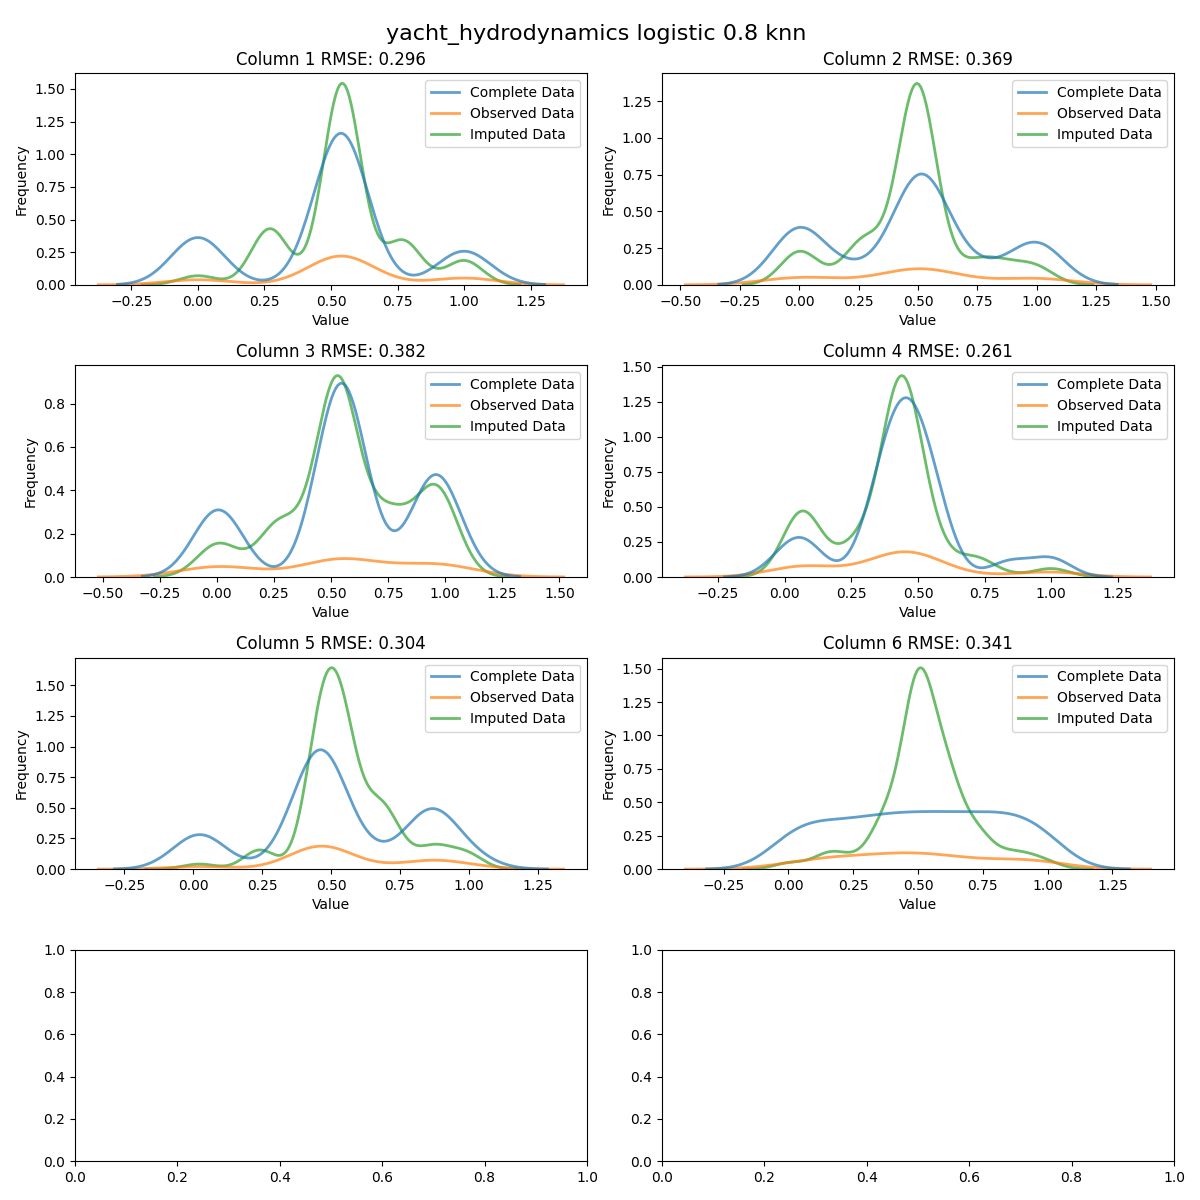 yacht_hydrodynamics logistic 0.8 knn
Column 1 RMSE: 0.296
Column 2 RMSE: 0.369
Complete Data
Observed Data
Imputed Data
Frequency
0.00
0.25
0.50
0.75
1.00
1.25
1.50
−0.25 0.00 0.25 0.50 0.75 1.00 1.25
Value
Complete Data
Observed Data
Imputed Data
Frequency
0.00
0.25
0.50
0.75
1.00
1.25
−0.50 −0.25 0.00 0.25 0.50 0.75 1.00 1.25 1.50
Value
Column 3 RMSE: 0.382
Column 4 RMSE: 0.261
Complete Data
Observed Data
Imputed Data
Frequency
0.0
0.2
0.4
0.6
0.8
−0.50 −0.25 0.00 0.25 0.50 0.75 1.00 1.25 1.50
Value
Complete Data
Observed Data
Imputed Data
Frequency
0.00
0.25
0.50
0.75
1.00
1.25
1.50
−0.25 0.00 0.25 0.50 0.75 1.00 1.25
Value
Column 5 RMSE: 0.304
Column 6 RMSE: 0.341
Complete Data
Observed Data
Imputed Data
Frequency
0.00
0.25
0.50
0.75
1.00
1.25
1.50
−0.25 0.00 0.25 0.50 0.75 1.00 1.25
Value
Complete Data
Observed Data
Imputed Data
Frequency
0.00
0.25
0.50
0.75
1.00
1.25
1.50
−0.25 0.00 0.25 0.50 0.75 1.00 1.25
Value
1.0
0.8
0.6
0.4
0.2
0.0
0.0 0.2 0.4 0.6 0.8 1.0
1.0
0.8
0.6
0.4
0.2
0.0
0.0 0.2 0.4 0.6 0.8 1.0